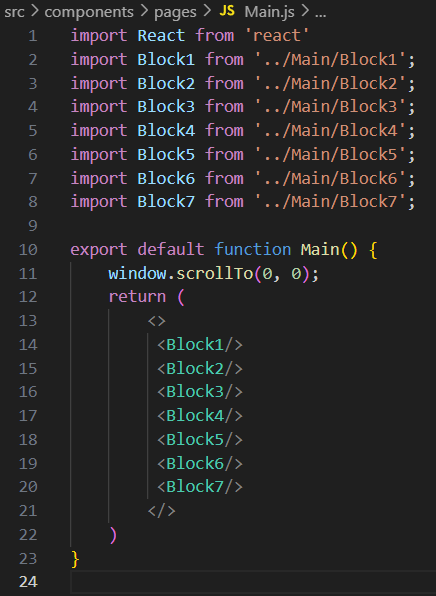 src > components > pages > JS Main.js > ...
1 import React from 'react'
2 import Block1 from '../Main/Block1';
3 import Block2 from '../Main/Block2';
4 import Block3 from '../Main/Block3';
5 import Block4 from '../Main/Block4';
6 import Block5 from '../Main/Block5';
7 import Block6 from '../Main/Block6';
8 import Block7 from '../Main/Block7';
9
10 export default function Main() {
11     window.scrollTo(0, 0);
12     return (
13         <>
14          <Block1/>
15          <Block2/>
16          <Block3/>
17          <Block4/>
18          <Block5/>
19          <Block6/>
20          <Block7/>
21         </>
22     )
23 }
24